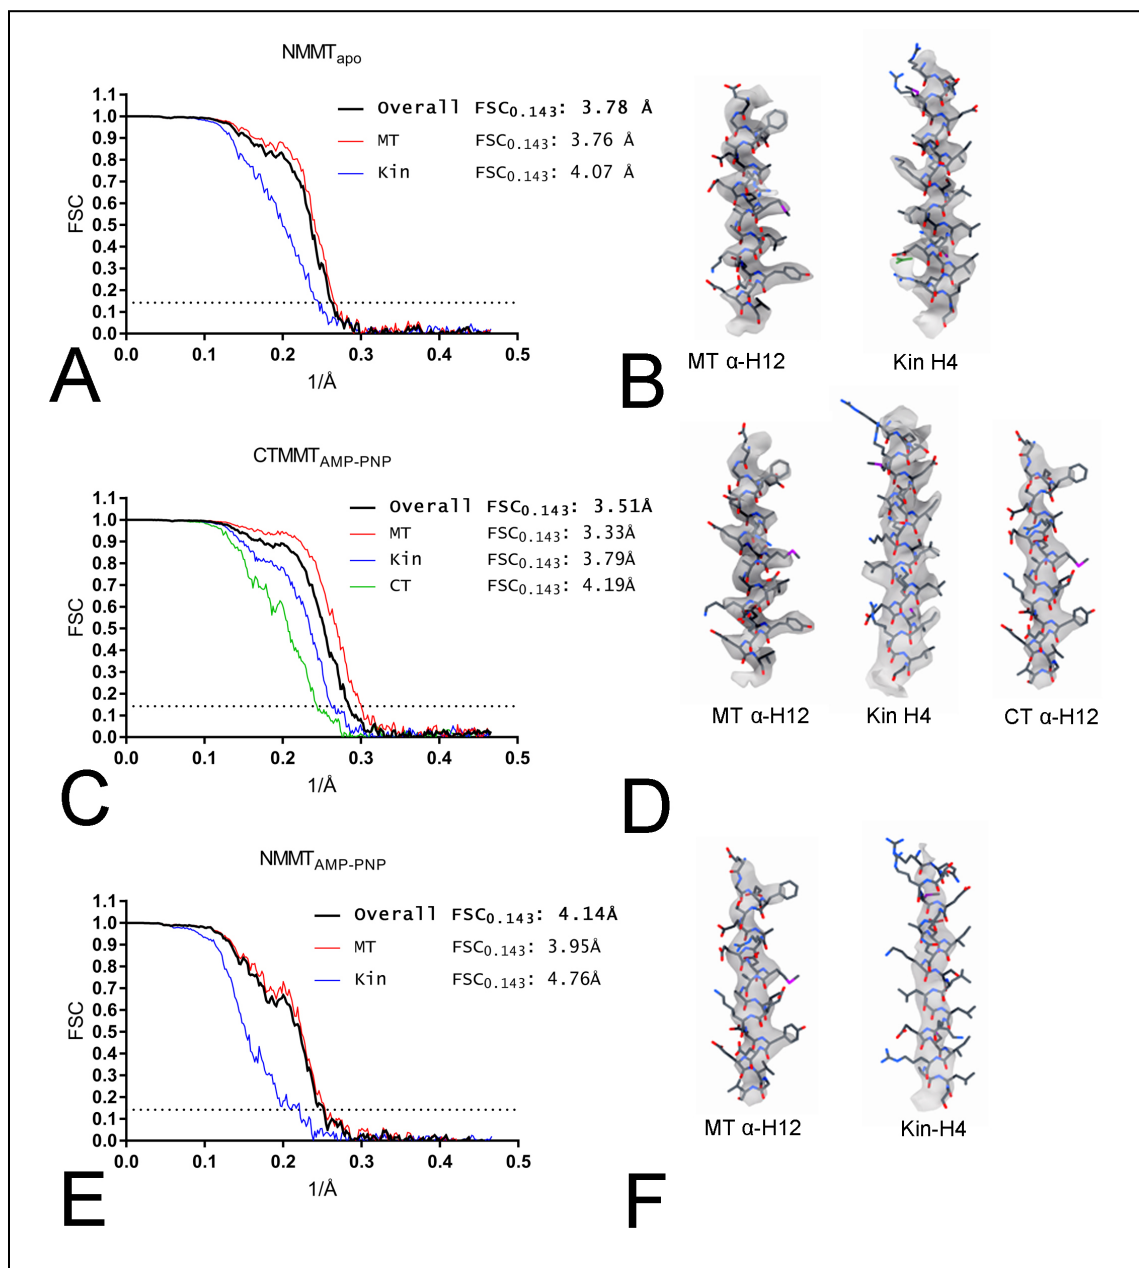 NMMTapo
1.1
1.0
0.9
0.8
0.7
0.6
0.5
0.4
0.3
0.2
0.1
0.0
FSC
0.0 0.1 0.2 0.3 0.4 0.5
1/Å
Overall FSC0.143: 3.78 Å
MT FSC0.143: 3.76 Å
Kin FSC0.143: 4.07 Å
A
MT α-H12
Kin H4
B
CTMMTAMP-PNP
1.1
1.0
0.9
0.8
0.7
0.6
0.5
0.4
0.3
0.2
0.1
0.0
FSC
0.0 0.1 0.2 0.3 0.4 0.5
1/Å
Overall FSC0.143: 3.51Å
MT FSC0.143: 3.33Å
Kin FSC0.143: 3.79Å
CT FSC0.143: 4.19Å
C
MT α-H12
Kin H4
CT α-H12
D
NMMTAMP-PNP
1.1
1.0
0.9
0.8
0.7
0.6
0.5
0.4
0.3
0.2
0.1
0.0
FSC
0.0 0.1 0.2 0.3 0.4 0.5
1/Å
Overall FSC0.143: 4.14Å
MT FSC0.143: 3.95Å
Kin FSC0.143: 4.76Å
E
MT α-H12
Kin-H4
F